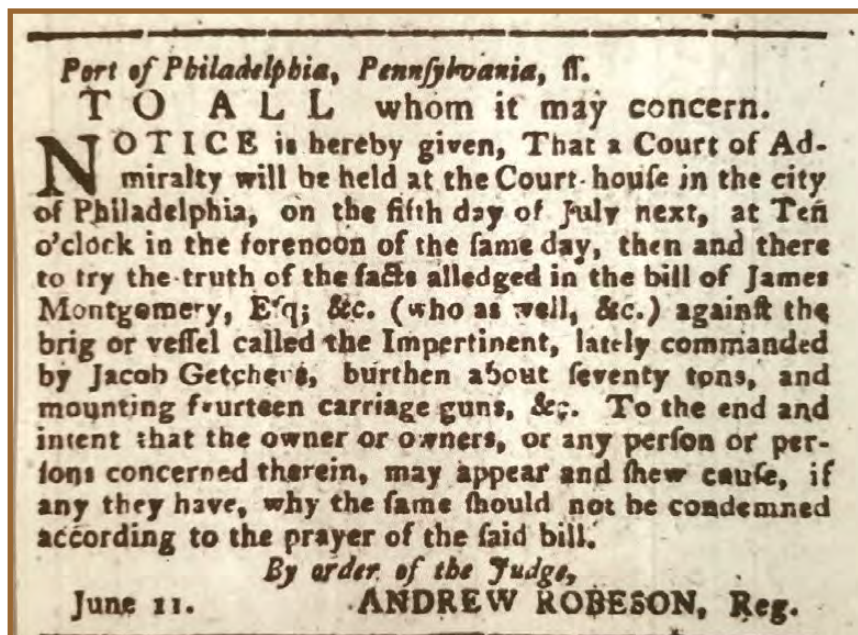 Port of Philadelphia, Pennſylvania, ſſ.
TO ALL whom it may concern.
NOTICE is hereby given, That a Court of Ad-
miralty will be held at the Court-houſe in the city
of Philadelphia, on the fifth day of July next, at Ten
o'clock in the forenoon of the ſame day, then and there
to try the truth of the facts alledged in the bill of James
Montgomery, Eſq; &c. (who as well, &c.) againſt the
brig or veſſel called the Impertinent, lately commanded
by Jacob Getchers, burthen about ſeventy tons, and
mounting fourteen carriage guns, &c. To the end and
intent that the owner or owners, or any perſon or per-
ſons concerned therein, may appear and ſhew cauſe, if
any they have, why the ſame ſhould not be condemned
according to the prayer of the ſaid bill.
By order of the Judge,
June 11. ANDREW ROBESON, Reg.